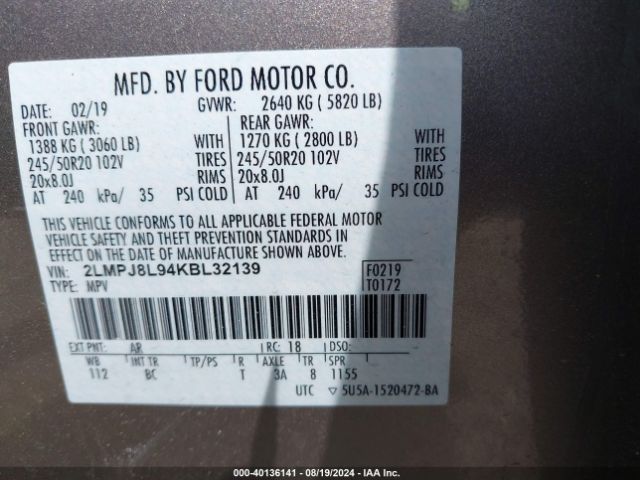 MFD. BY FORD MOTOR CO.
DATE: 02/19 GVWR: 2640 KG ( 5820 LB)
FRONT GAWR: REAR GAWR:
1388 KG ( 3060 LB) WITH 1270 KG ( 2800 LB) WITH
245/50R20 102V TIRES 245/50R20 102V TIRES
20x8.0J RIMS 20x8.0J RIMS
AT 240 kPa/ 35 PSI COLD AT 240 kPa/ 35 PSI COLD
THIS VEHICLE CONFORMS TO ALL APPLICABLE FEDERAL MOTOR
VEHICLE SAFETY AND THEFT PREVENTION STANDARDS IN
EFFECT ON THE DATE OF MANUFACTURE SHOWN ABOVE.
VIN: 2LMPJ8L94KBL32139 F0219
TYPE: MPV T0172
EXT PNT: AR RC: 18 DSO:
WB INT TR TP/PS R AXLE TR SPR
112 BC T 3A 8 1155
UTC ▽ 5U5A-1520472-BA
000-40136141 - 08/19/2024 - IAA Inc.